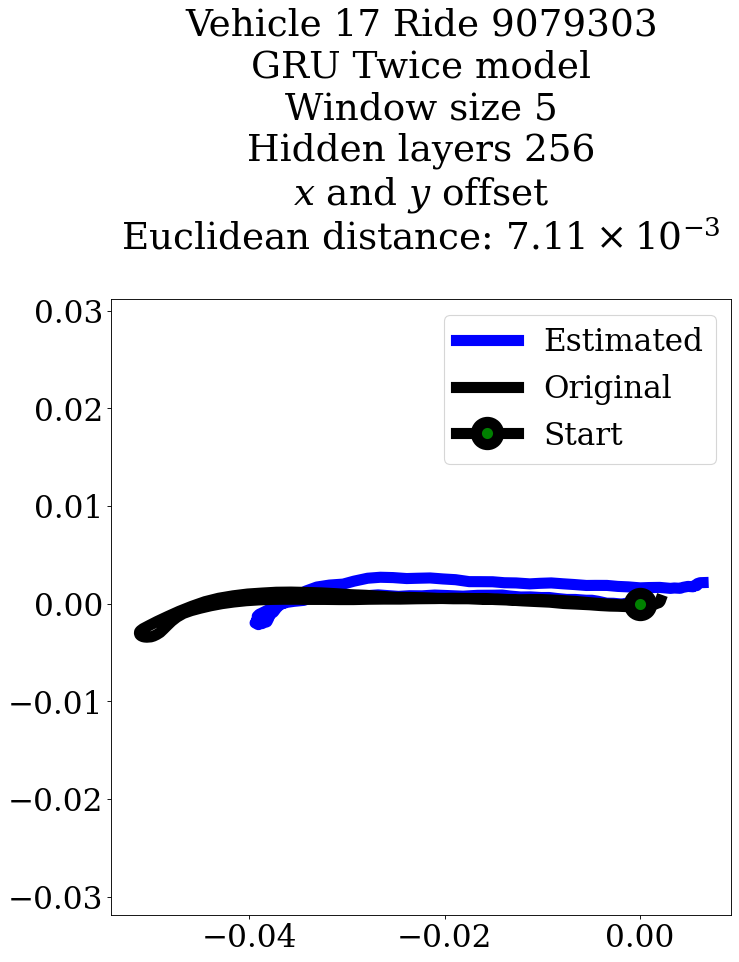 Vehicle 17 Ride 9079303
GRU Twice model
Window size 5
Hidden layers 256
x and y offset
Euclidean distance: 7.11 × 10⁻³
Estimated
Original
Start
0.03
0.02
0.01
0.00
−0.01
−0.02
−0.03
−0.04 −0.02 0.00